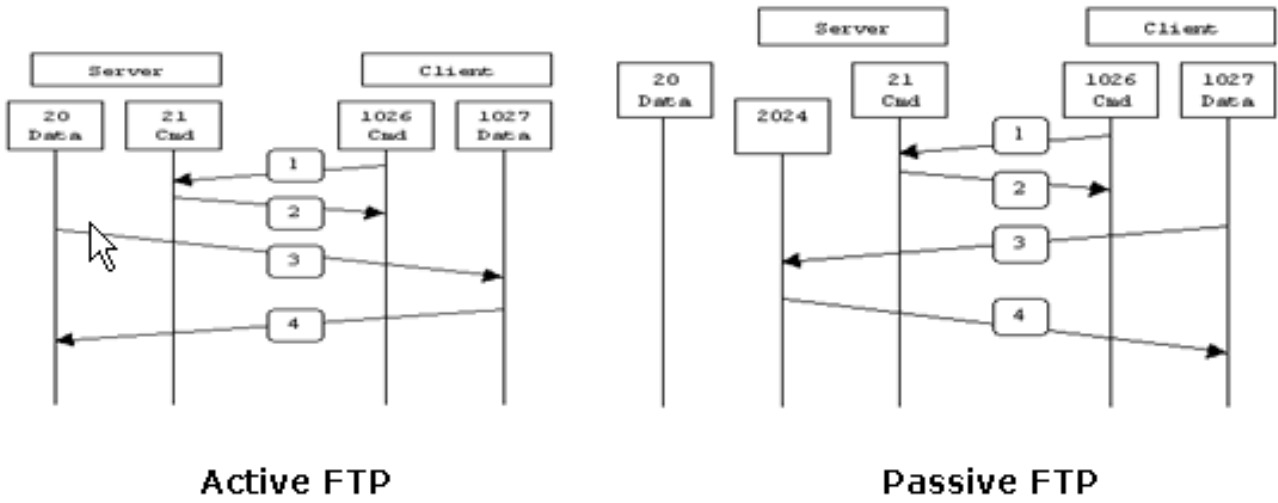 Server
Client
20
Data
21
Cmd
1026
Cmd
1027
Data
1
2
3
4
Active FTP
Server
Client
20
Data
2024
21
Cmd
1026
Cmd
1027
Data
1
2
3
4
Passive FTP